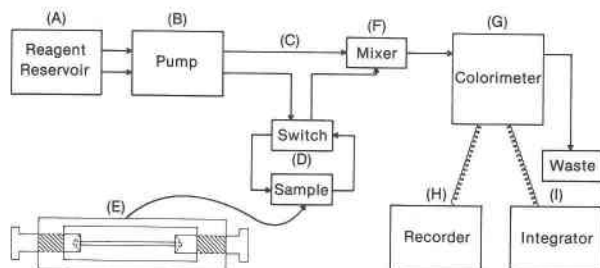 (A)
Reagent
Reservoir
(B)
Pump
(C)
(F)
Mixer
(G)
Colorimeter
Switch
(D)
Sample
Waste
(E)
(H)
Recorder
(I)
Integrator